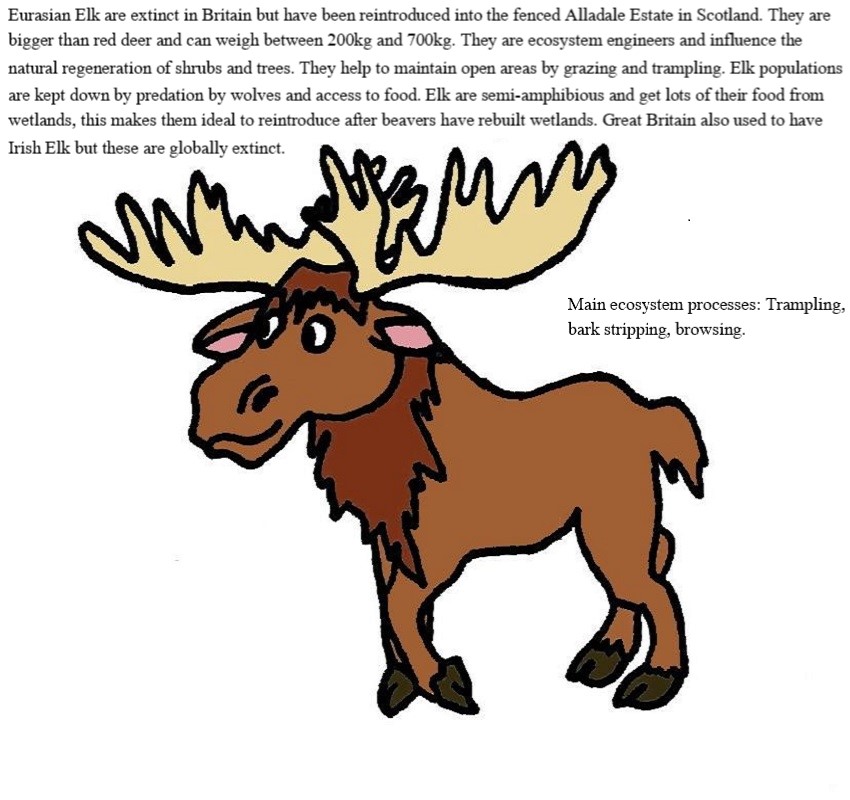 Eurasian Elk are extinct in Britain but have been reintroduced into the fenced Alladale Estate in Scotland. They are
bigger than red deer and can weigh between 200kg and 700kg. They are ecosystem engineers and influence the
natural regeneration of shrubs and trees. They help to maintain open areas by grazing and trampling. Elk populations
are kept down by predation by wolves and access to food. Elk are semi-amphibious and get lots of their food from
wetlands, this makes them ideal to reintroduce after beavers have rebuilt wetlands. Great Britain also used to have
Irish Elk but these are globally extinct.
Main ecosystem processes: Trampling,
bark stripping, browsing.